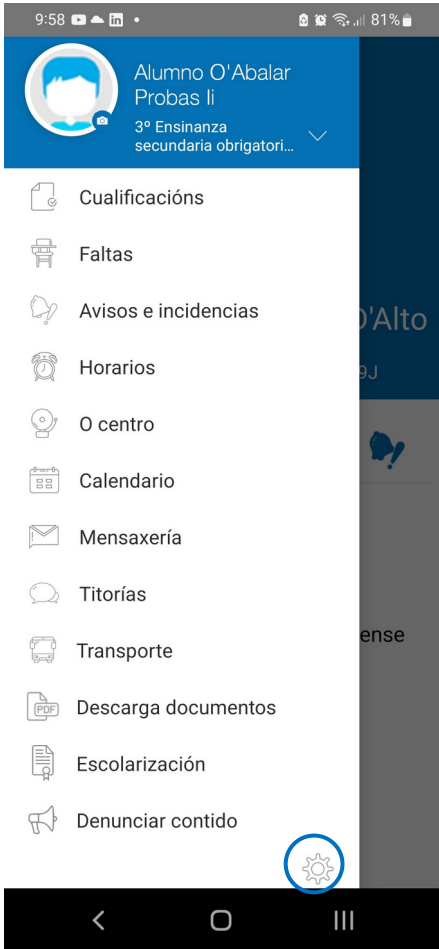 9:58
81%
Alumno O'Abalar
Probas Ii
3º Ensinanza
secundaria obrigatori...
Cualificacións
Faltas
Avisos e incidencias
D'Alto
Horarios
9J
O centro
Calendario
Mensaxería
Titorías
ense
Transporte
PDF
Descarga documentos
Escolarización
Denunciar contido